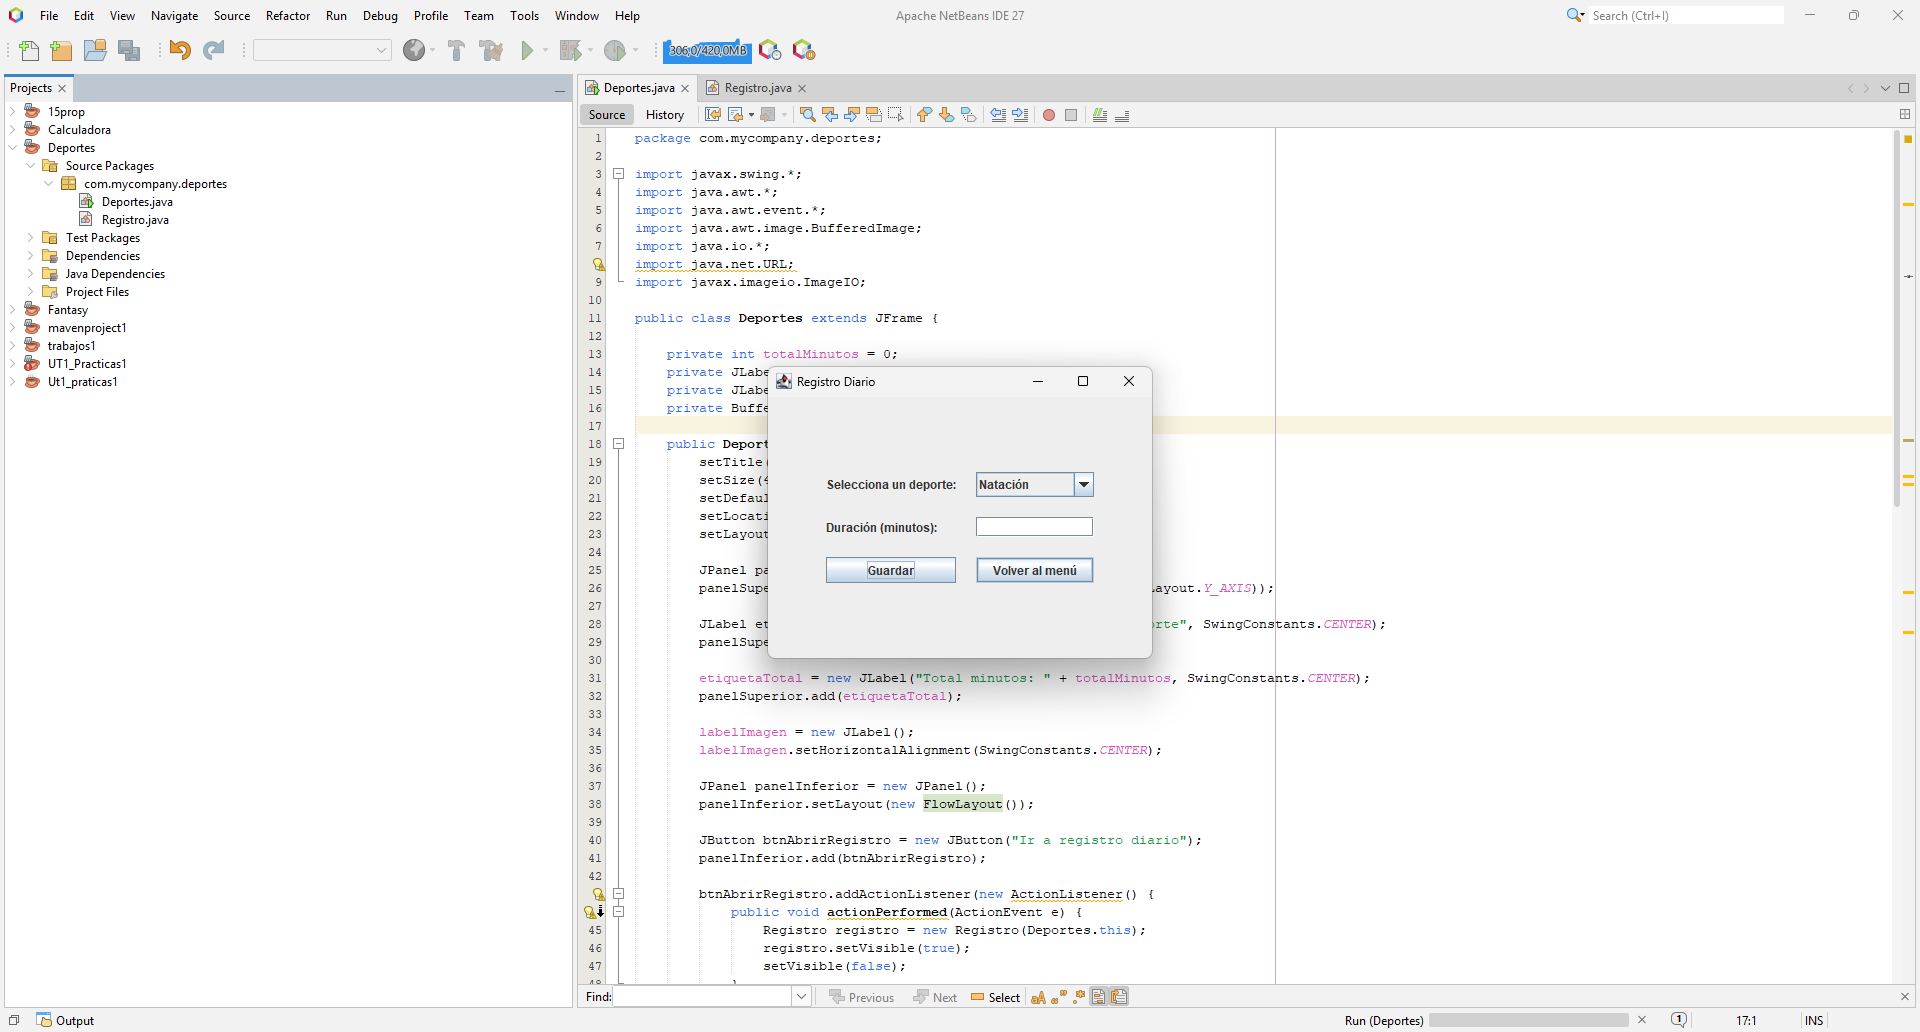 File Edit View Navigate Source Refactor Run Debug Profile Team Tools Window Help
Apache NetBeans IDE 27
Search (Ctrl+I)
306,0/420,0MB
Projects
15prop
Calculadora
Deportes
Source Packages
com.mycompany.deportes
Deportes.java
Registro.java
Test Packages
Dependencies
Java Dependencies
Project Files
Fantasy
mavenproject1
trabajos1
UT1_Practicas1
Ut1_praticas1
Deportes.java Registro.java
Source History
1 package com.mycompany.deportes;
2
3 import javax.swing.*;
4 import java.awt.*;
5 import java.awt.event.*;
6 import java.awt.image.BufferedImage;
7 import java.io.*;
import java.net.URL;
9 import javax.imageio.ImageIO;
10
11 public class Deportes extends JFrame {
12
13 private int totalMinutos = 0;
14 private JLabe
15 private JLabe
16 private Buffe
17
18 public Deport
19 setTitle(
20 setSize(4
21 setDefaul
22 setLocati
23 setLayout
24
25 JPanel pa
26 panelSupe Layout.Y_AXIS));
27
28 JLabel et rte", SwingConstants.CENTER);
29 panelSupe
30
31 etiquetaTotal = new JLabel("Total minutos: " + totalMinutos, SwingConstants.CENTER);
32 panelSuperior.add(etiquetaTotal);
33
34 labelImagen = new JLabel();
35 labelImagen.setHorizontalAlignment(SwingConstants.CENTER);
36
37 JPanel panelInferior = new JPanel();
38 panelInferior.setLayout(new FlowLayout());
39
40 JButton btnAbrirRegistro = new JButton("Ir a registro diario");
41 panelInferior.add(btnAbrirRegistro);
42
btnAbrirRegistro.addActionListener(new ActionListener() {
public void actionPerformed(ActionEvent e) {
45 Registro registro = new Registro(Deportes.this);
46 registro.setVisible(true);
47 setVisible(false);
Registro Diario
Selecciona un deporte: Natación
Duración (minutos):
Guardar Volver al menú
Find: Previous Next Select
Output
Run (Deportes)
1
17:1
INS